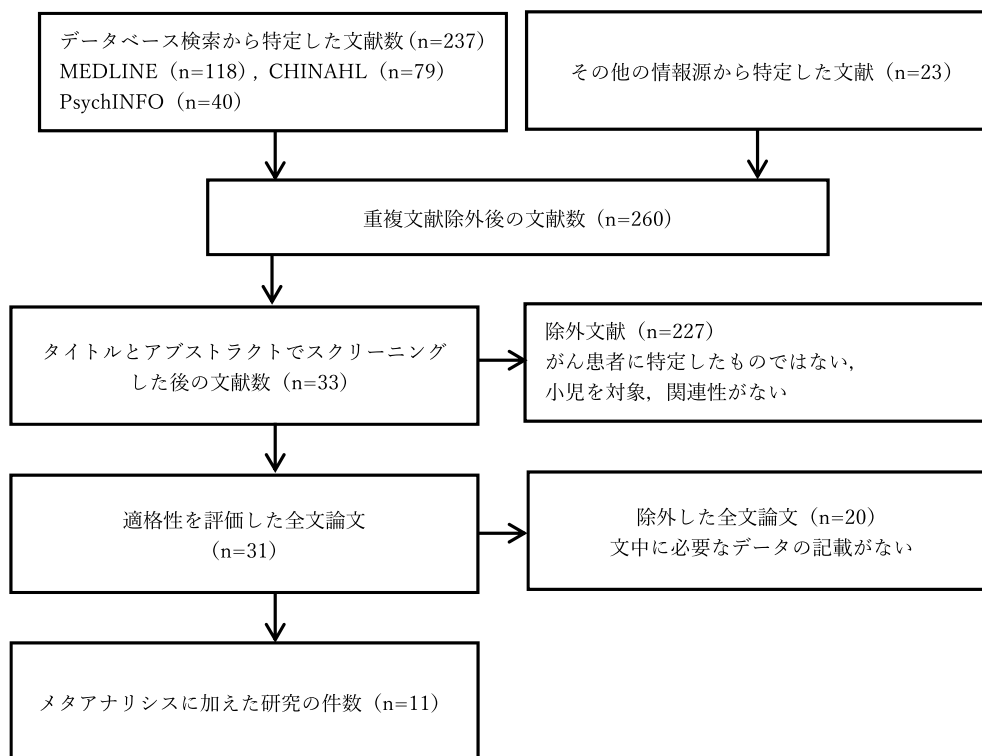 データベース検索から特定した文献数(n=237)
MEDLINE（n=118）, CHINAHL（n=79）
PsychINFO（n=40）
その他の情報源から特定した文献（n=23）
重複文献除外後の文献数（n=260）
タイトルとアブストラクトでスクリーニング
した後の文献数（n=33）
除外文献（n=227）
がん患者に特定したものではない,
小児を対象, 関連性がない
適格性を評価した全文論文
（n=31）
除外した全文論文（n=20）
文中に必要なデータの記載がない
メタアナリシスに加えた研究の件数（n=11）